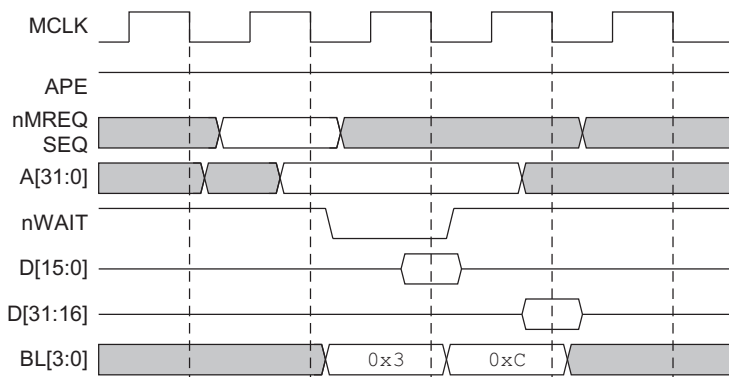 MCLK
APE
nMREQ
SEQ
A[31:0]
nWAIT
D[15:0]
D[31:16]
BL[3:0]
0x3
0xC